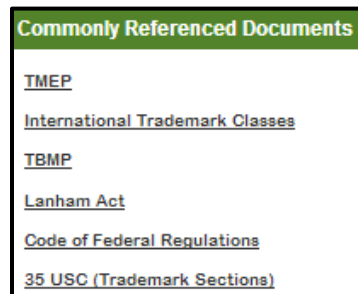 Commonly Referenced Documents
TMEP
International Trademark Classes
TBMP
Lanham Act
Code of Federal Regulations
35 USC (Trademark Sections)